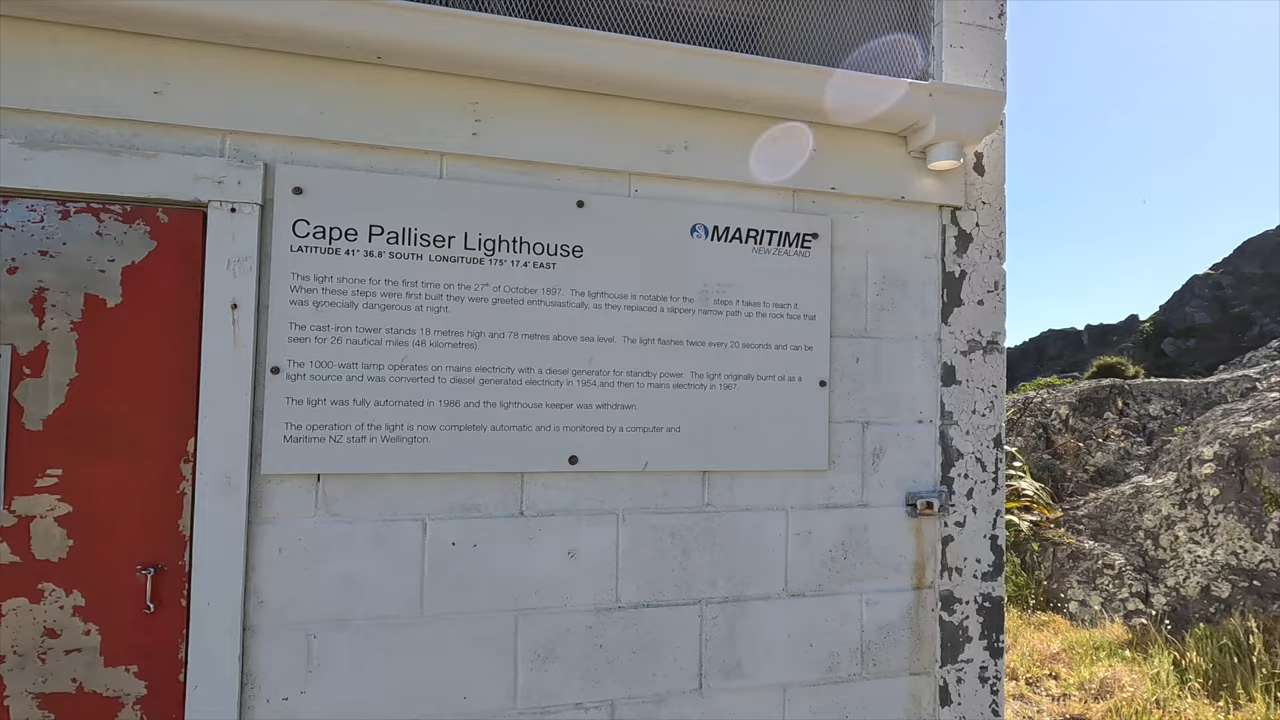 Cape Palliser Lighthouse
LATITUDE 41° 36.8' SOUTH LONGITUDE 175° 17.4' EAST
MARITIME
NEW ZEALAND
This light shone for the first time on the 27th of October 1897. The lighthouse is notable for the steps it takes to reach it.
When these steps were first built they were greeted enthusiastically, as they replaced a slippery narrow path up the rock face that
was especially dangerous at night.
The cast-iron tower stands 18 metres high and 78 metres above sea level. The light flashes twice every 20 seconds and can be
seen for 26 nautical miles (48 kilometres)
The 1000-watt lamp operates on mains electricity with a diesel generator for standby power. The light originally burnt oil as a
light source and was converted to diesel generated electricity in 1954,and then to mains electricity in 1967.
The light was fully automated in 1986 and the lighthouse keeper was withdrawn.
The operation of the light is now completely automatic and is monitored by a computer and
Maritime NZ staff in Wellington.